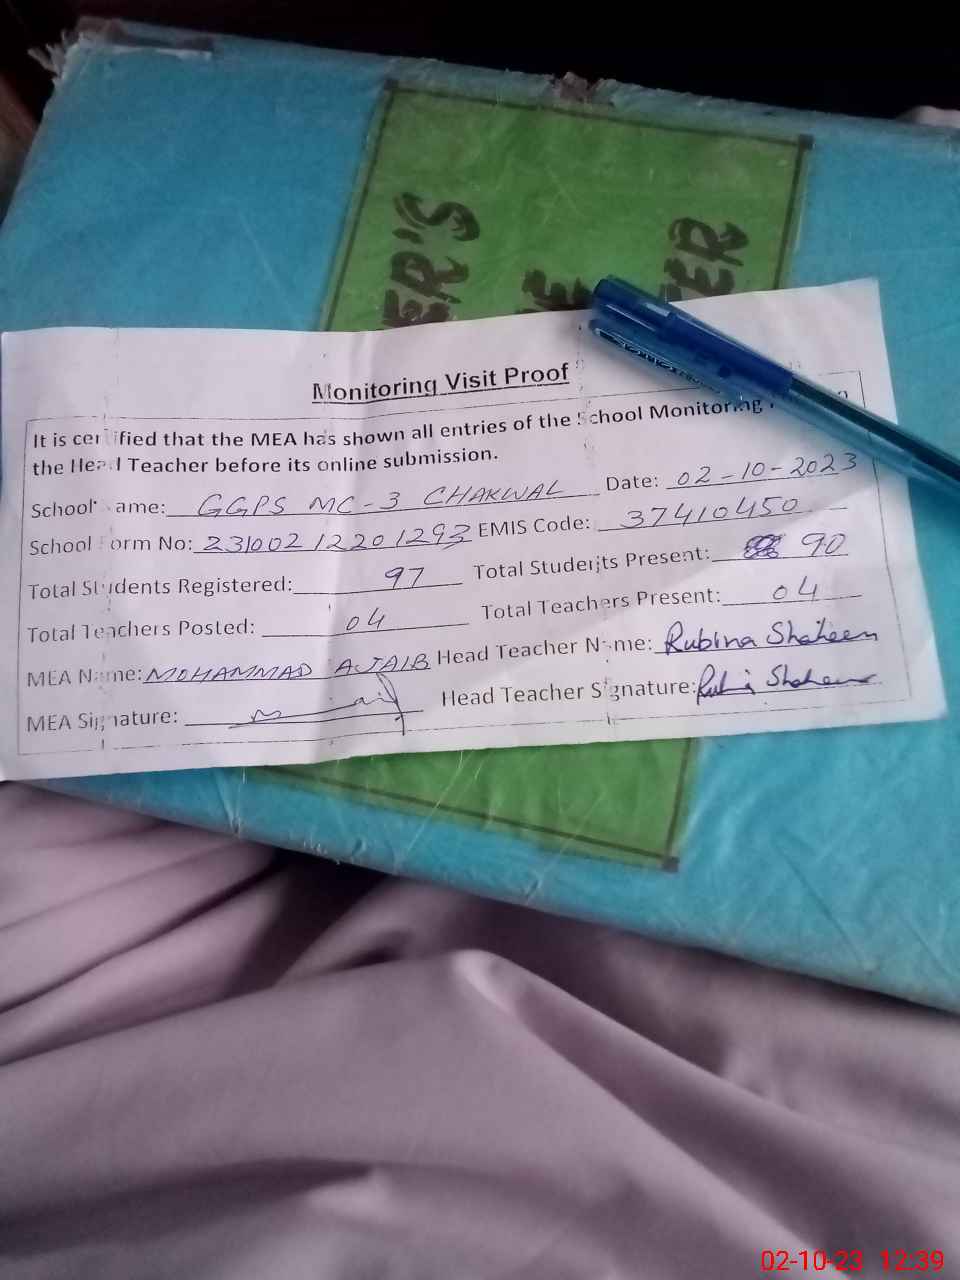 ER'S
ER
Monitoring Visit Proof
It is certified that the MEA has shown all entries of the School Monitoring
the Head Teacher before its online submission.
School Name: GGPS MC-3 CHAKWAL Date: 02-10-2023
School Form No: 231002 12201293 EMIS Code: 37410450
Total Students Registered: 97 Total Students Present: 90
Total Teachers Posted: 04 Total Teachers Present: 04
MEA Name: MOHAMMAD AJAIB Head Teacher Name: Rubina Shaheen
MEA Signature: Head Teacher Signature: Rubina Shaheen
02-10-23 12:39